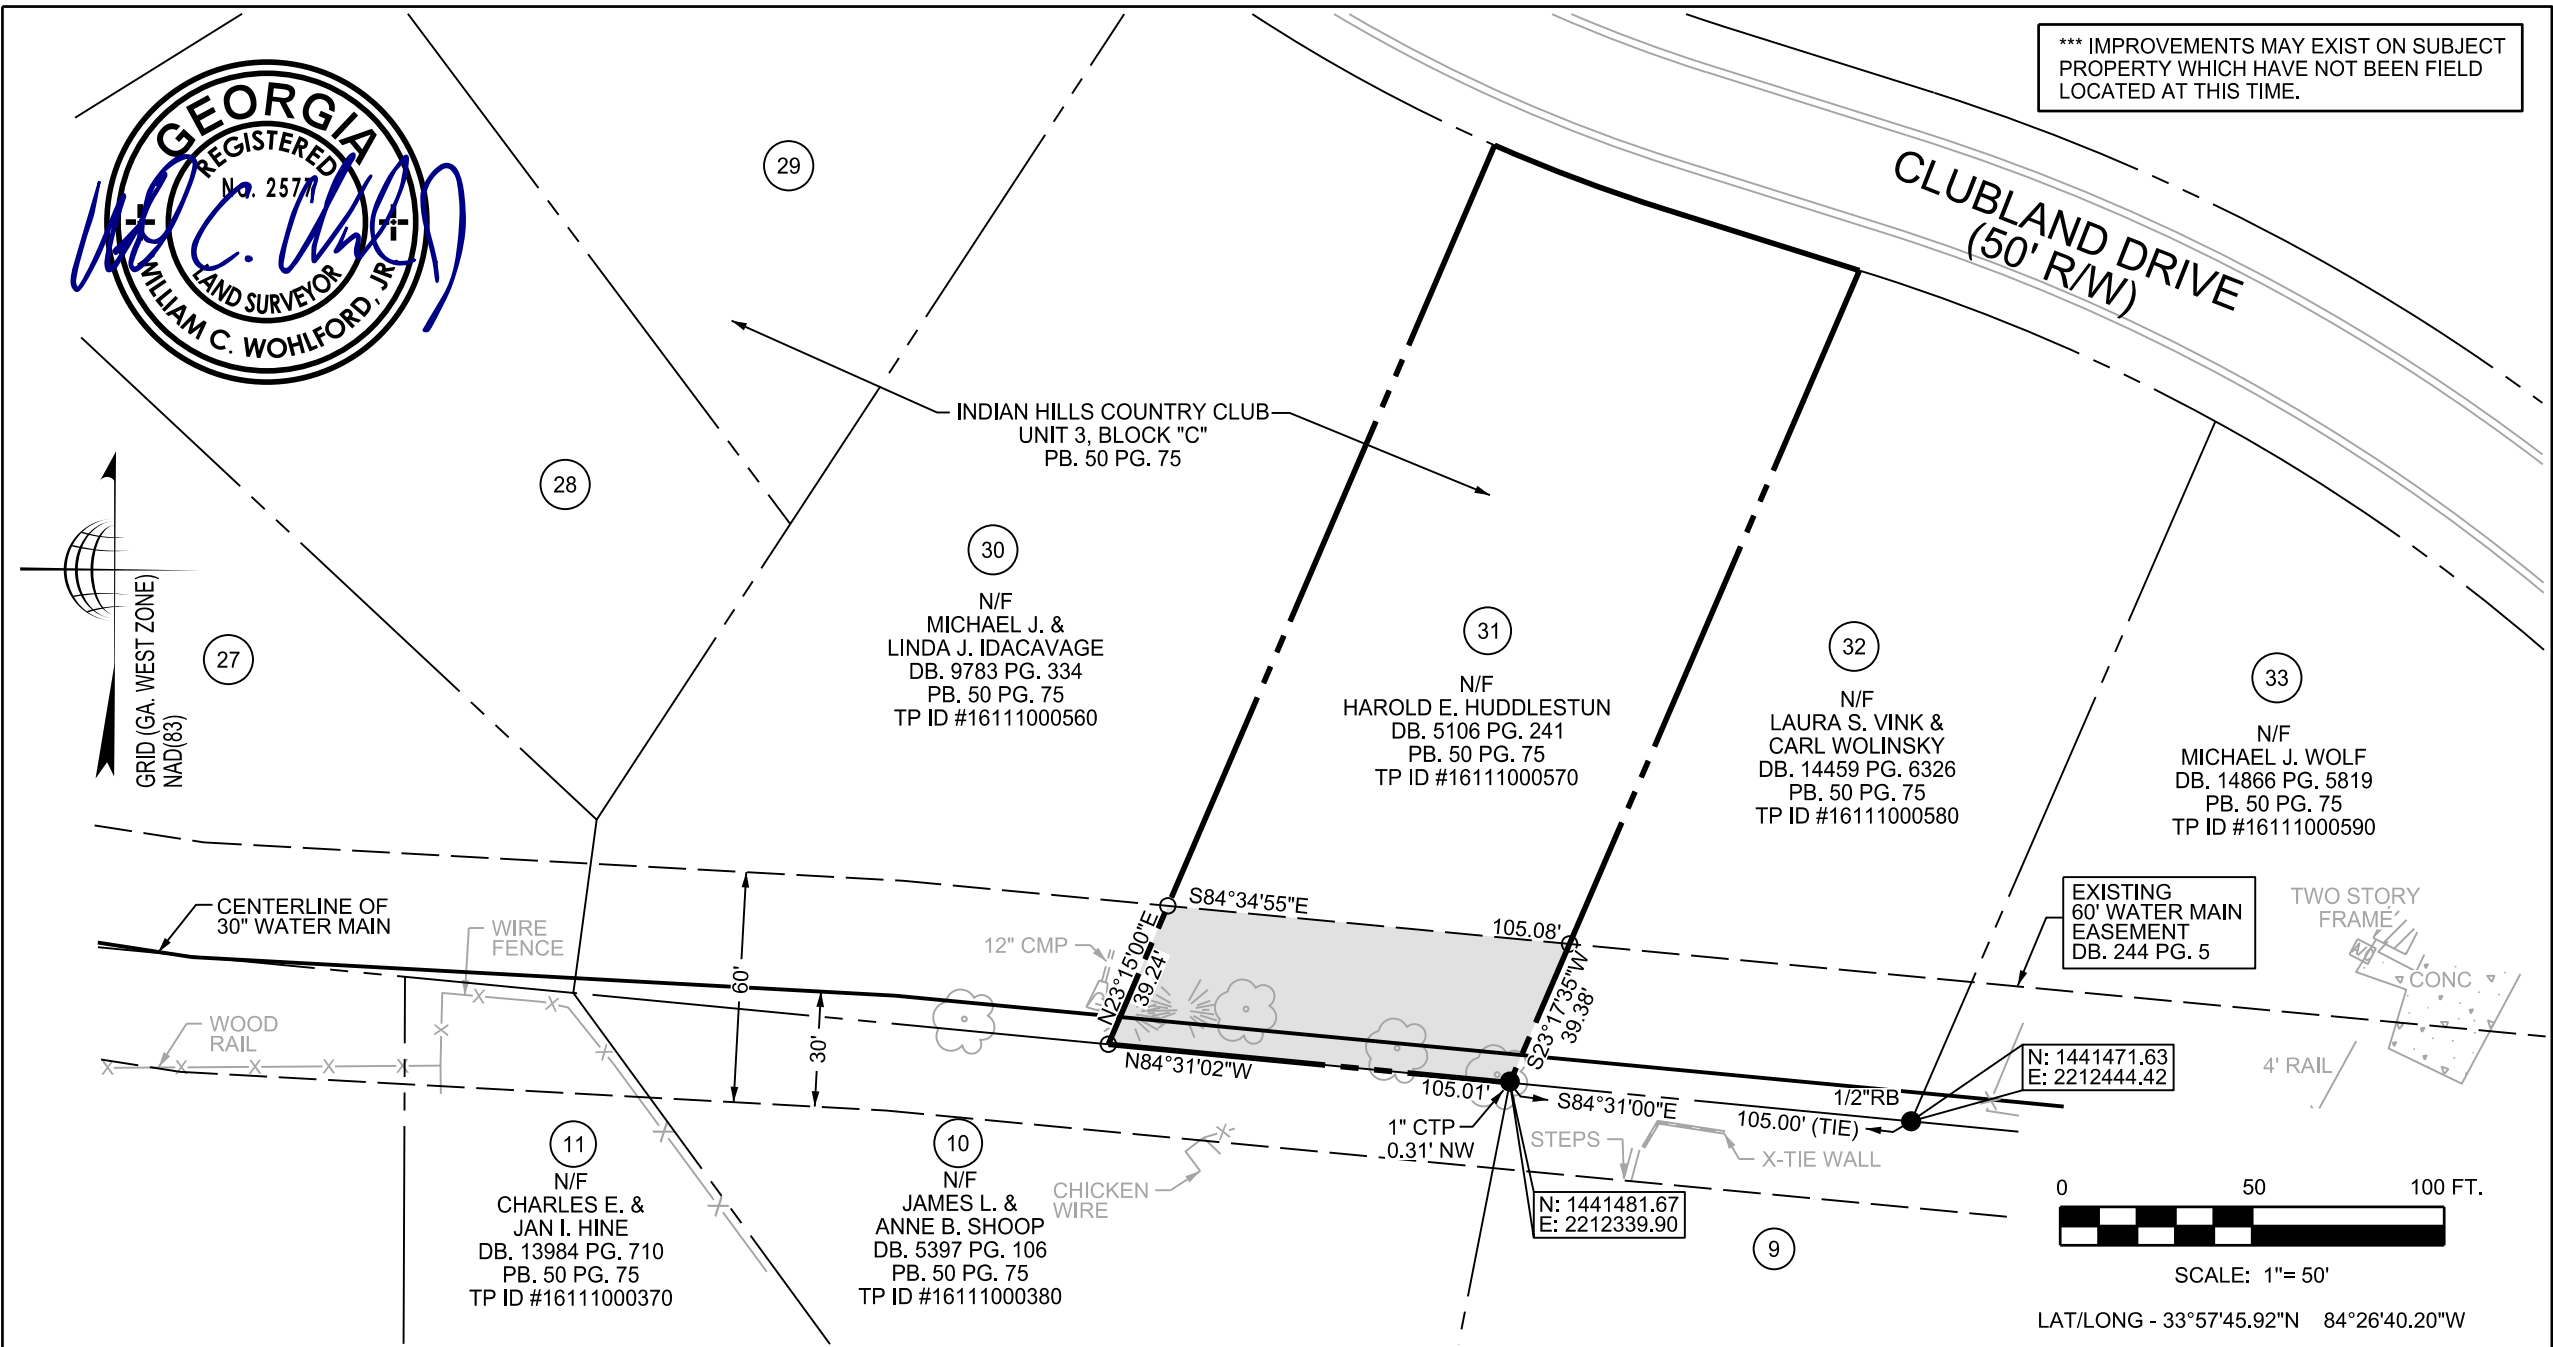 *** IMPROVEMENTS MAY EXIST ON SUBJECT
PROPERTY WHICH HAVE NOT BEEN FIELD
LOCATED AT THIS TIME.
GEORGIA
REGISTERED
No. 2577
LAND SURVEYOR
WILLIAM C. WOHLFORD, JR.
CLUBLAND DRIVE
(50' R/W)
29
28
27
INDIAN HILLS COUNTRY CLUB
UNIT 3, BLOCK "C"
PB. 50 PG. 75
GRID (GA. WEST ZONE)
NAD(83)
30
N/F
MICHAEL J. &
LINDA J. IDACAVAGE
DB. 9783 PG. 334
PB. 50 PG. 75
TP ID #16111000560
31
N/F
HAROLD E. HUDDLESTUN
DB. 5106 PG. 241
PB. 50 PG. 75
TP ID #16111000570
32
N/F
LAURA S. VINK &
CARL WOLINSKY
DB. 14459 PG. 6326
PB. 50 PG. 75
TP ID #16111000580
33
N/F
MICHAEL J. WOLF
DB. 14866 PG. 5819
PB. 50 PG. 75
TP ID #16111000590
CENTERLINE OF
30" WATER MAIN
WIRE
FENCE
WOOD
RAIL
60'
30'
12" CMP
N23°15'00"E
39.24'
S84°34'55"E
105.08'
S23°17'35"W
39.38'
N84°31'02"W
105.01'
EXISTING
60' WATER MAIN
EASEMENT
DB. 244 PG. 5
TWO STORY
FRAME
A/C
CONC
4' RAIL
N: 1441471.63
E: 2212444.42
1/2"RB
S84°31'00"E
105.00' (TIE)
1" CTP
0.31' NW
STEPS
X-TIE WALL
N: 1441481.67
E: 2212339.90
CHICKEN
WIRE
11
N/F
CHARLES E. &
JAN I. HINE
DB. 13984 PG. 710
PB. 50 PG. 75
TP ID #16111000370
10
N/F
JAMES L. &
ANNE B. SHOOP
DB. 5397 PG. 106
PB. 50 PG. 75
TP ID #16111000380
9
0 50 100 FT.
SCALE: 1"= 50'
LAT/LONG - 33°57'45.92"N 84°26'40.20"W